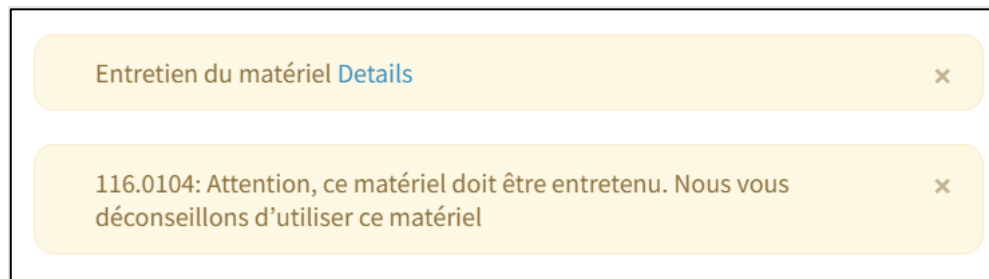 Entretien du matériel Details ×
116.0104: Attention, ce matériel doit être entretenu. Nous vous ×
déconseillons d’utiliser ce matériel